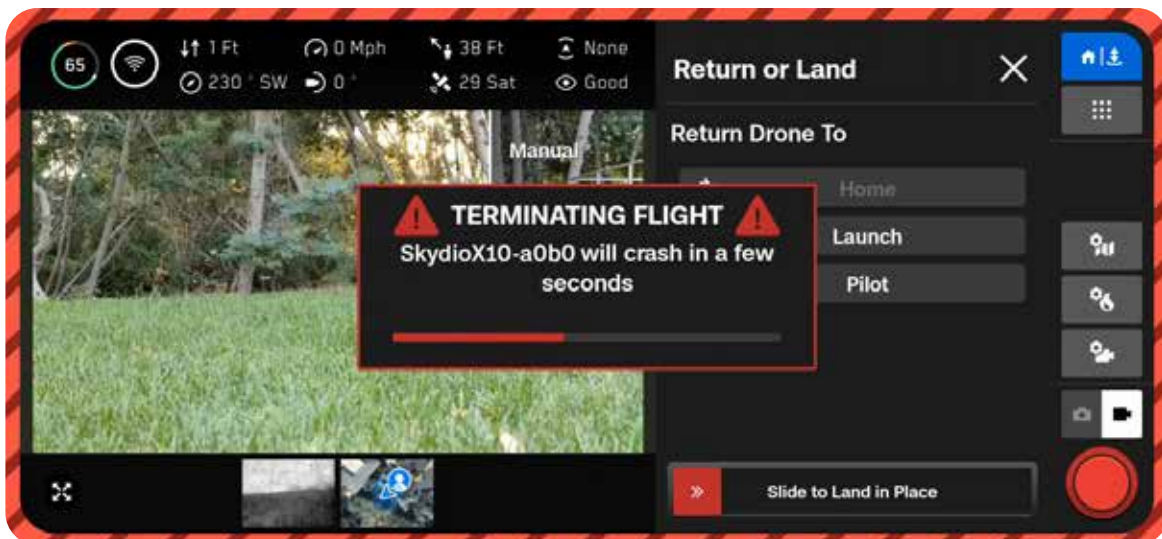 65
1 Ft
0 Mph
38 Ft
None
230 ° SW
0 °
29 Sat
Good
Return or Land
Manual
Return Drone To
Home
TERMINATING FLIGHT
SkydioX10-a0b0 will crash in a few
seconds
Launch
Pilot
Slide to Land in Place